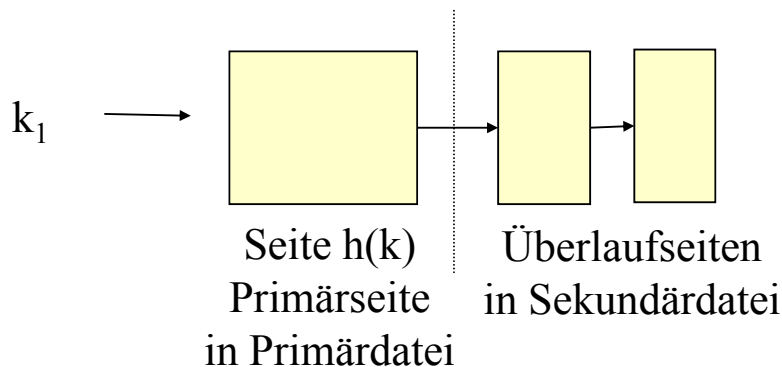 k₁
Seite h(k)
Primärseite
in Primärdatei
Überlaufseiten
in Sekundärdatei